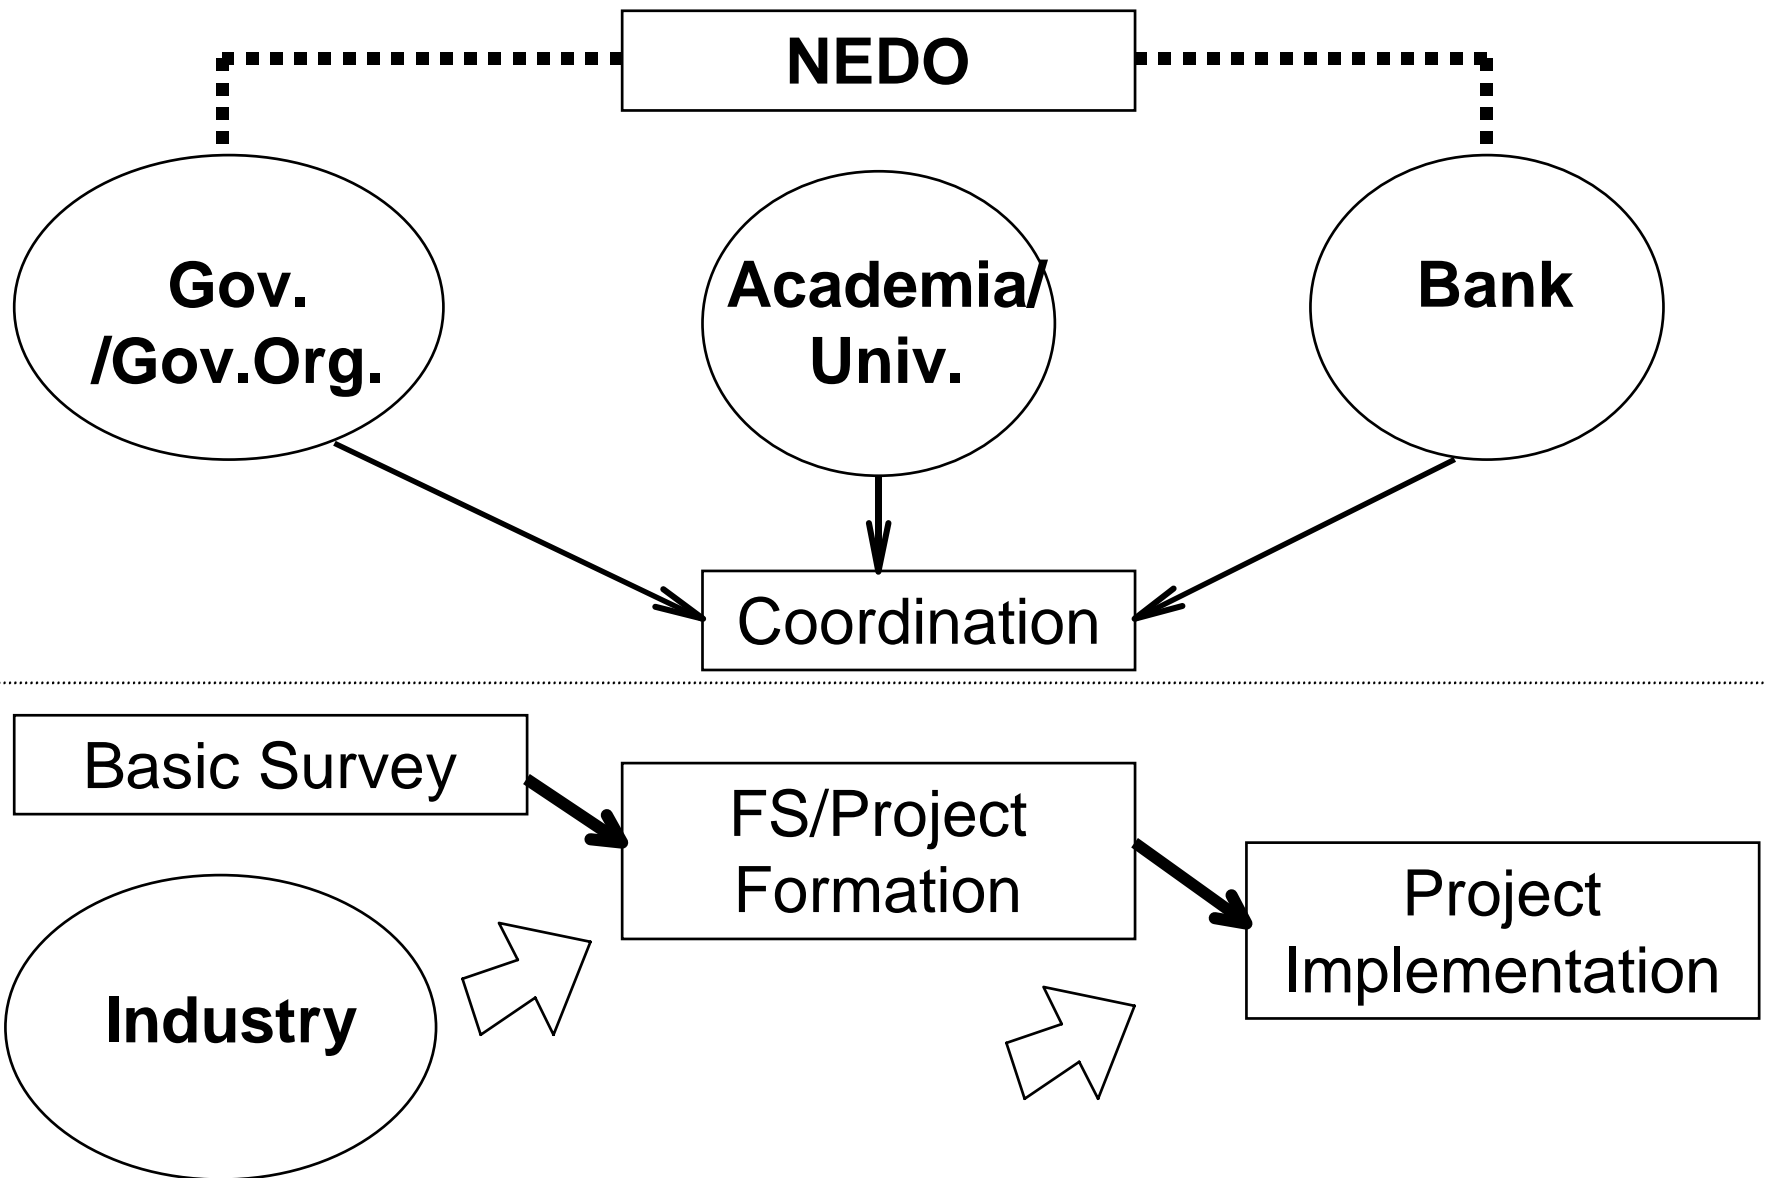 NEDO
Gov.
/Gov.Org.
Academia/
Univ.
Bank
Coordination
Basic Survey
FS/Project
Formation
Project
Implementation
Industry